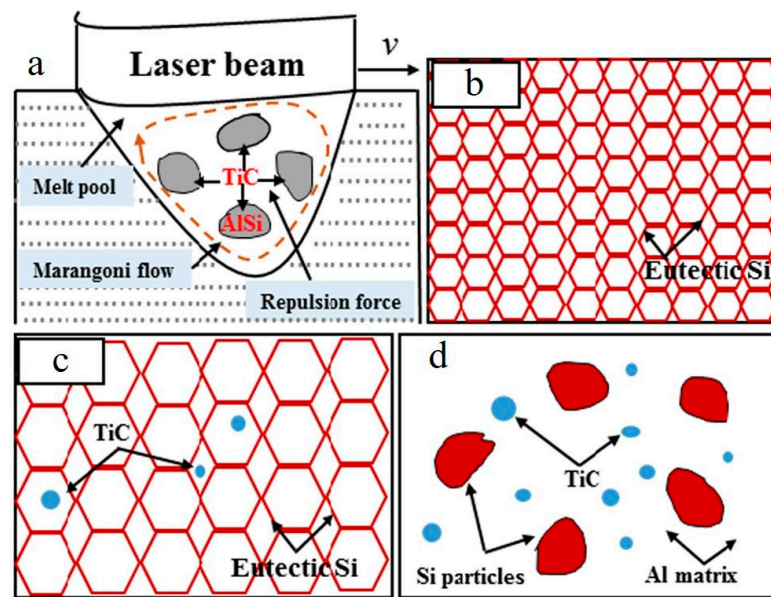 a
Laser beam
v
Melt pool
TiC
AlSi
Marangoni flow
Repulsion force
b
Eutectic Si
c
TiC
Eutectic Si
d
TiC
Si particles
Al matrix